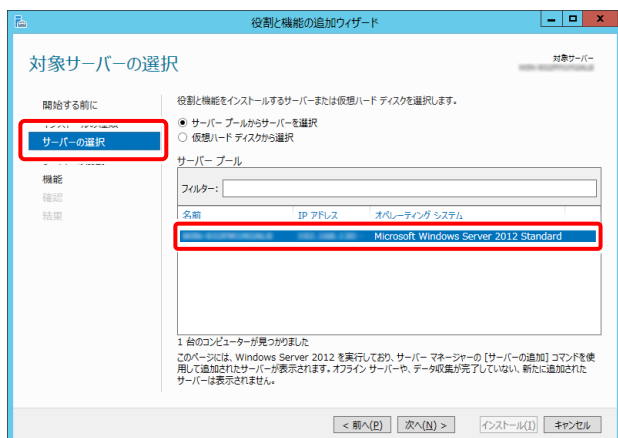 役割と機能の追加ウィザード
対象サーバーの選択
対象サーバー
開始する前に
サーバーの選択
機能
確認
結果
役割と機能をインストールするサーバーまたは仮想ハード ディスクを選択します。
サーバー プールからサーバーを選択
仮想ハード ディスクから選択
サーバー プール
フィルター:
名前 IP アドレス オペレーティング システム
Microsoft Windows Server 2012 Standard
1 台のコンピューターが見つかりました
このページには、Windows Server 2012 を実行しており、サーバー マネージャーの [サーバーの追加] コマンドを使
用して追加されたサーバーが表示されます。オフライン サーバーや、データ収集が完了していない、新たに追加された
サーバーは表示されません。
< 前へ(P) 次へ(N) > インストール(I) キャンセル